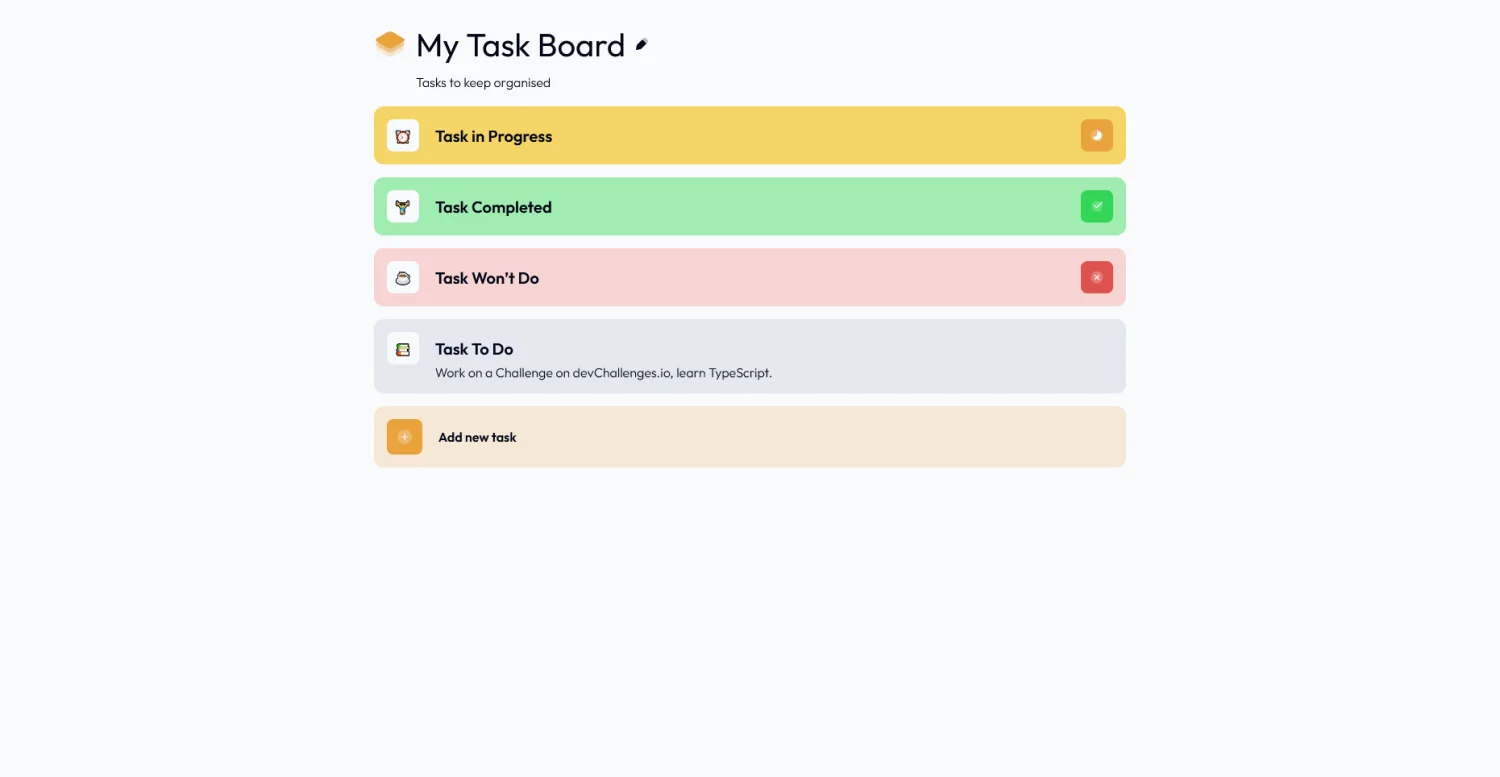 My Task Board
Tasks to keep organised
Task in Progress
Task Completed
Task Won’t Do
Task To Do
Work on a Challenge on devChallenges.io, learn TypeScript.
Add new task